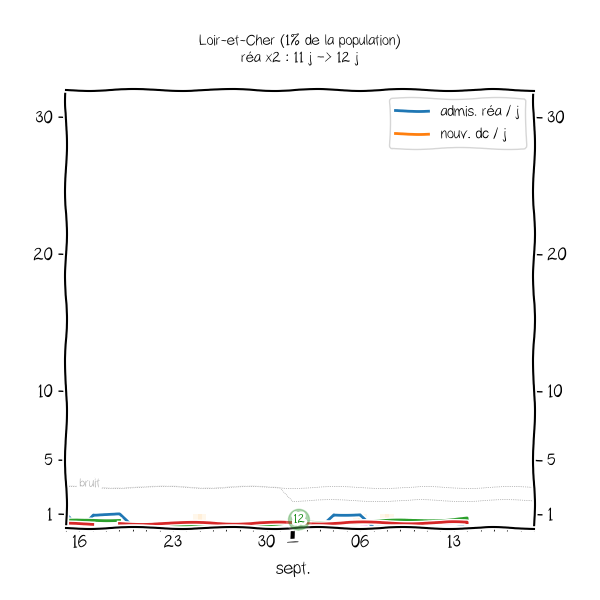 Loir-et-Cher (1% de la population)
réa x2 : 11 j -> 12 j
admis. réa / j
nouv. dc / j
30
30
20
20
10
10
5
5
bruit
1
12
1
16 23 30 06 13
sept.